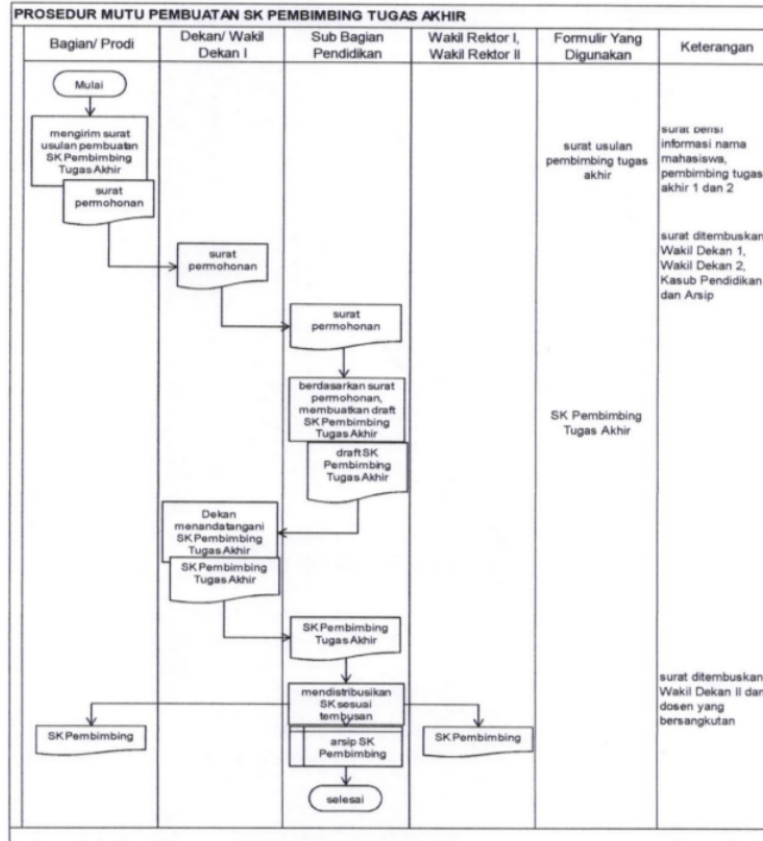 PROSEDUR MUTU PEMBUATAN SK PEMBIMBING TUGAS AKHIR
Bagian/ Prodi
Dekan/ Wakil
Dekan I
Sub Bagian
Pendidikan
Wakil Rektor I,
Wakil Rektor II
Formulir Yang
Digunakan
Keterangan
Mulai
mengirim surat
usulan pembuatan
SK Pembimbing
Tugas Akhir
surat usulan
pembimbing tugas
akhir
surat berisi
informasi nama
mahasiswa,
pembimbing tugas
akhir 1 dan 2
surat
permohonan
surat
permohonan
surat ditembuskan
Wakil Dekan 1,
Wakil Dekan 2,
Kasub Pendidikan
dan Arsip
surat
permohonan
berdasarkan surat
permohonan,
membuatkan draft
SK Pembimbing
Tugas Akhir
SK Pembimbing
Tugas Akhir
draft SK
Pembimbing
Tugas Akhir
Dekan
menandatangani
SK Pembimbing
Tugas Akhir
SK Pembimbing
Tugas Akhir
SK Pembimbing
Tugas Akhir
mendistribusikan
SK sesuai
tembusan
surat ditembuskan
Wakil Dekan II dan
dosen yang
bersangkutan
SK Pembimbing
arsip SK
Pembimbing
SK Pembimbing
selesai